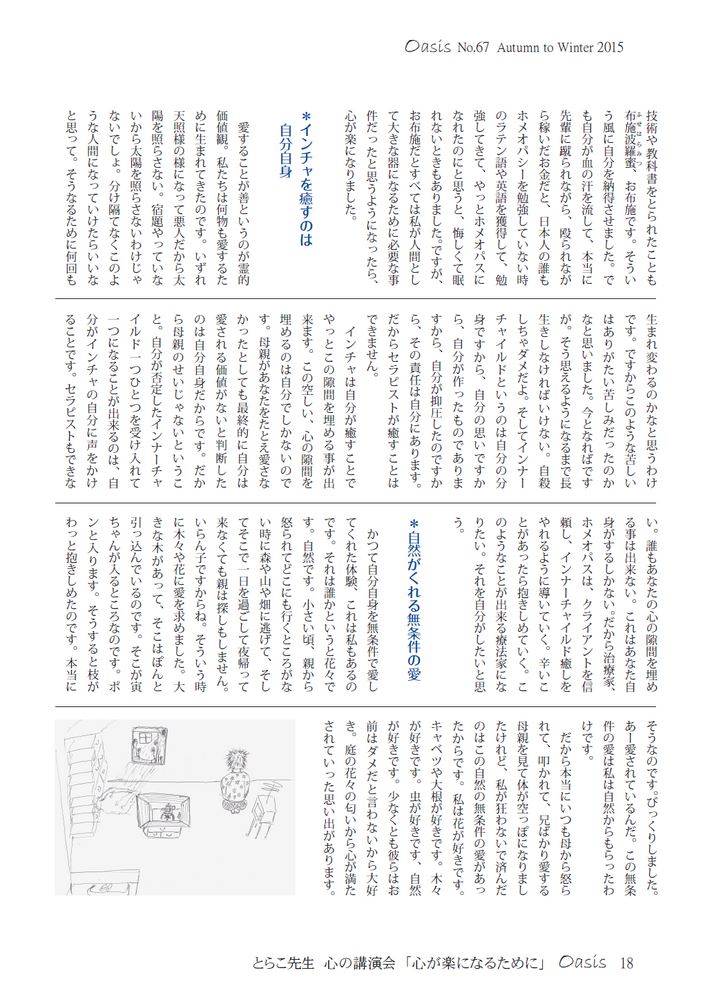 Oasis No.67 Autumn to Winter 2015
技術や教科書をとられたことも
布施波羅蜜、お布施です。そうい
う風に自分を納得させました。で
も自分が血の汗を流して、本当に
先輩に蹴られながら、殴られなが
ら稼いだお金だと、日本人の誰も
ホメオパシーを勉強していない時
のラテン語や英語を獲得して、勉
強してきて、やっとホメオパスに
なれたのにと思うと、悔しくて眠
れないときもありました。ですが、
お布施だとすべては私が人間とし
て大きな器になるために必要な事
件だったと思うようになったら、
心が楽になりました。
＊インチャを癒すのは
自分自身
愛することが善というのが霊的
価値観。私たちは何物も愛するた
めに生まれてきたのです。いずれ
天照様の様になって悪人だから太
陽を照らさない。宿題やっていな
いから太陽を照らさないわけじゃ
ないでしょ。分け隔てなくこのよ
うな人間になっていけたらいいな
と思って。そうなるために何回も
生まれ変わるのかなと思うわけ
です。ですからこのような苦しい
はありがたい苦しみだったのか
なと思いました。今となればです
が。そう思えるようになるまで長
生きしなければいけない。自殺
しちゃダメだよ。そしてインナー
チャイルドというのは自分の分
身ですから、自分の思いですか
ら、自分が作ったものでありま
すから、自分が抑圧したのですか
ら、その責任は自分にあります。
だからセラピストが癒すことは
できません。
インチャは自分が癒すことで
やっとこの隙間を埋める事が出
来ます。この空しい、心の隙間を
埋めるのは自分でしかないので
す。母親があなたをたとえ愛さな
かったとしても最終的に自分は
愛される価値がないと判断した
のは自分自身だからです。だか
ら母親のせいじゃないというこ
と。自分が否定したインナーチャ
イルド一つひとつを受け入れて
一つになることが出来るのは、自
分がインチャの自分に声をかけ
ることです。セラピストもできな
い。誰もあなたの心の隙間を埋め
る事は出来ない。これはあなた自
身がするしかない。だから治療家、
ホメオパスは、クライアントを信
頼し、インナーチャイルド癒しを
やれるように導いていく。辛いこ
とがあったら抱きしめていく。こ
のようなことが出来る療法家にな
りたい。それを自分がしたいと思
う。
＊自然がくれる無条件の愛
かつて自分自身を無条件で愛し
てくれた体験、これは私もあるの
です。それは誰かというと花々で
す。自然です。小さい頃、親から
怒られてどこにも行くところがな
い時に森や山や畑に逃げて、そし
てそこで一日を過ごして夜帰って
来なくても親は探しもしません。
いらん子ですからね。そういう時
に木々や花に愛を求めました。大
きな木があって、そこはぽんと
引っ込んでいるのです。そこが寅
ちゃんが入るところなのです。ポ
ンと入ります。そうすると枝が
わっと抱きしめたのです。本当に
そうなのです。びっくりしました。
あー愛されているんだ。この無条
件の愛は私は自然からもらったわ
けです。
だから本当にいつも母から怒ら
れて、叩かれて、兄ばかり愛する
母親を見て体が空っぽになりまし
たけれど、私が狂わないで済んだ
のはこの自然の無条件の愛があっ
たからです。私は花が好きです。
キャベツや大根が好きです。木々
が好きです。虫が好きです、自然
が好きです。少なくとも彼らはお
前はダメだと言わないから大好
き。庭の花々の匂いから心が満た
されていった思い出があります。
とらこ先生 心の講演会「心が楽になるために」 Oasis 18